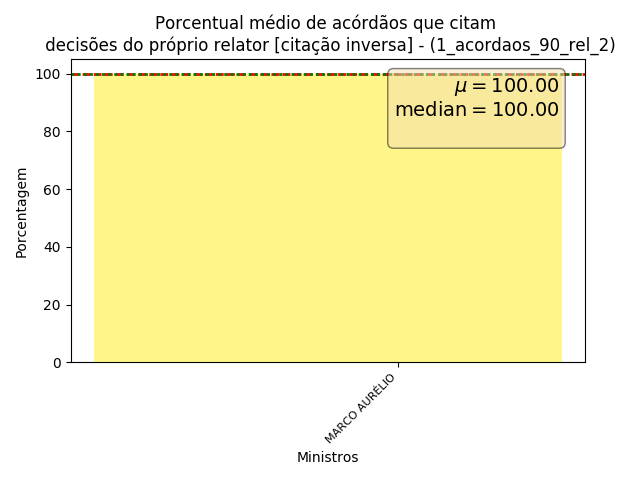 Porcentual médio de acórdãos que citam
decisões do próprio relator [citação inversa] - (1_acordaos_90_rel_2)
μ = 100.00
median = 100.00
Porcentagem
100
80
60
40
20
0
MARCO AURÉLIO
Ministros